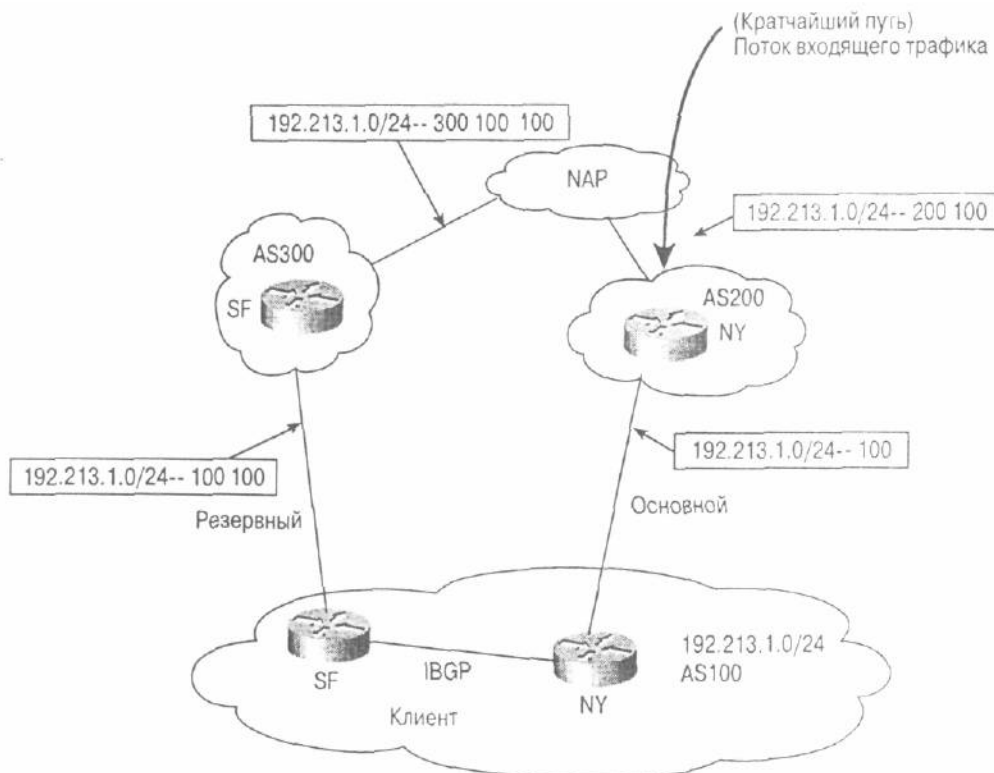 (Кратчайший путь)
Поток входящего трафика
192.213.1.0/24-- 300 100 100
NAP
192.213.1.0/24-- 200 100
AS300
SF
AS200
NY
192.213.1.0/24-- 100 100
192.213.1.0/24-- 100
Резервный
Основной
SF
IBGP
NY
192.213.1.0/24
AS100
Клиент